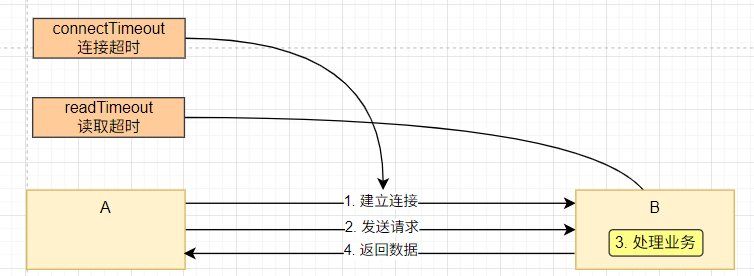 connectTimeout
连接超时
readTimeout
读取超时
A
1. 建立连接
B
2. 发送请求
3. 处理业务
4. 返回数据